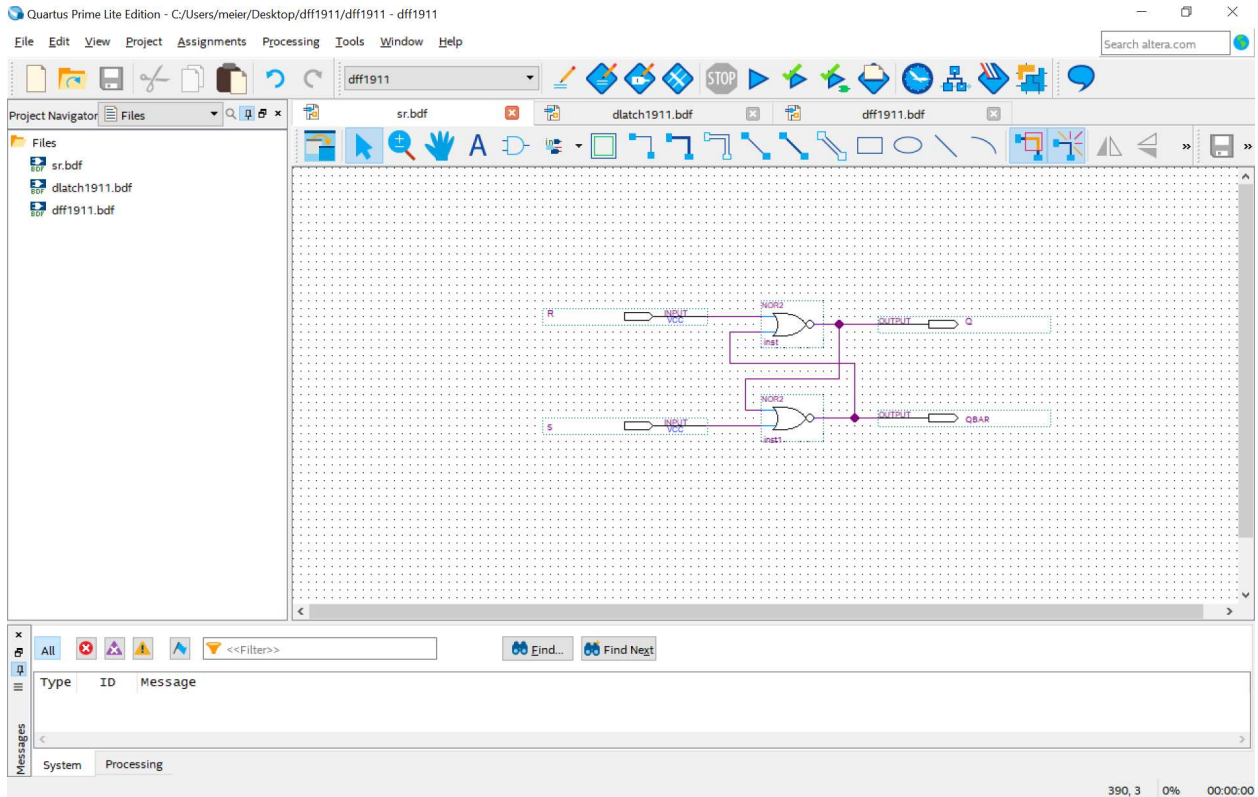 Quartus Prime Lite Edition - C:/Users/meier/Desktop/dff1911/dff1911 - dff1911
File Edit View Project Assignments Processing Tools Window Help
Search altera.com
dff1911
STOP
Project Navigator Files
sr.bdf
dlatch1911.bdf
dff1911.bdf
Files
BDF sr.bdf
BDF dlatch1911.bdf
BDF dff1911.bdf
A
R
INPUT
VCC
NOR2
inst
OUTPUT
Q
S
INPUT
VCC
NOR2
inst1
OUTPUT
QBAR
All
<<Filter>>
Find...
Find Next
Type ID Message
Messages
System Processing
390, 3 0% 00:00:00